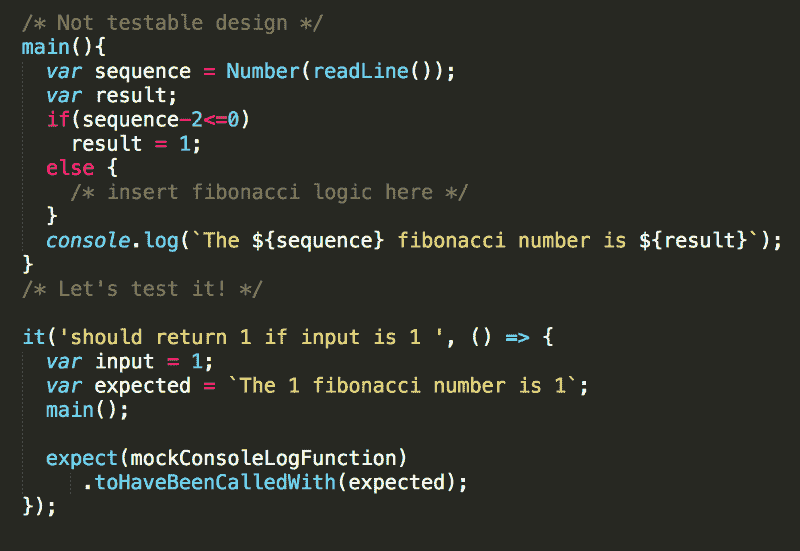 /* Not testable design */
main(){
  var sequence = Number(readLine());
  var result;
  if(sequence-2<=0)
    result = 1;
  else {
    /* insert fibonacci logic here */
  }
  console.log(`The ${sequence} fibonacci number is ${result}`);
}
/* Let's test it! */

it('should return 1 if input is 1 ', () => {
  var input = 1;
  var expected = `The 1 fibonacci number is 1`;
  main();

  expect(mockConsoleLogFunction)
     .toHaveBeenCalledWith(expected);
});